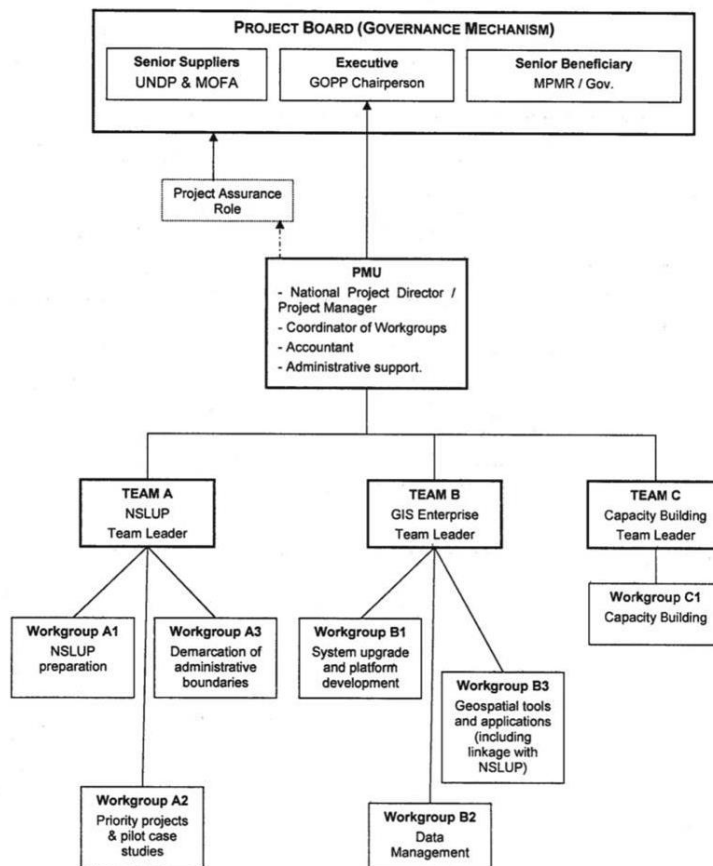 PROJECT BOARD (GOVERNANCE MECHANISM)
Senior Suppliers
UNDP & MOFA
Executive
GOPP Chairperson
Senior Beneficiary
MPMR / Gov.
Project Assurance
Role
PMU
- National Project Director /
Project Manager
- Coordinator of Workgroups
- Accountant
- Administrative support.
TEAM A
NSLUP
Team Leader
TEAM B
GIS Enterprise
Team Leader
TEAM C
Capacity Building
Team Leader
Workgroup A1
NSLUP
preparation
Workgroup A3
Demarcation of
administrative
boundaries
Workgroup B1
System upgrade
and platform
development
Workgroup C1
Capacity Building
Workgroup B3
Geospatial tools
and applications
(including
linkage with
NSLUP)
Workgroup A2
Priority projects
& pilot case
studies
Workgroup B2
Data
Management